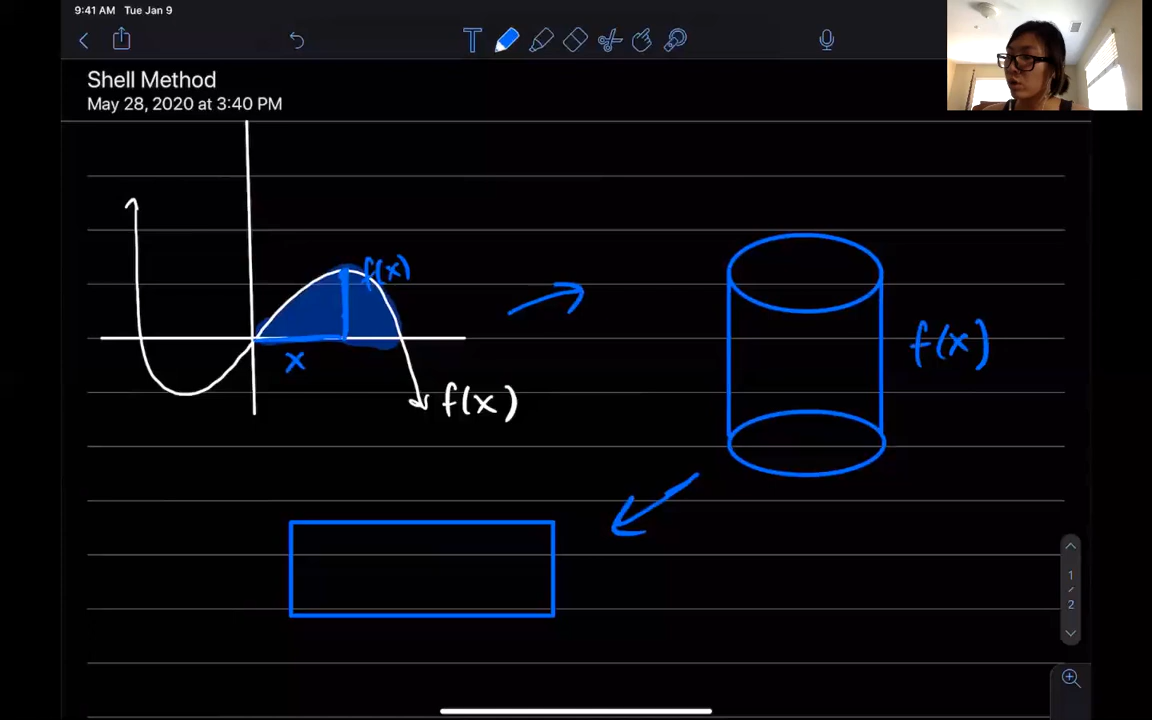 9:41 AM Tue Jan 9
T
Shell Method
May 28, 2020 at 3:40 PM
f(x)
x
f(x)
f(x)
1
/
2